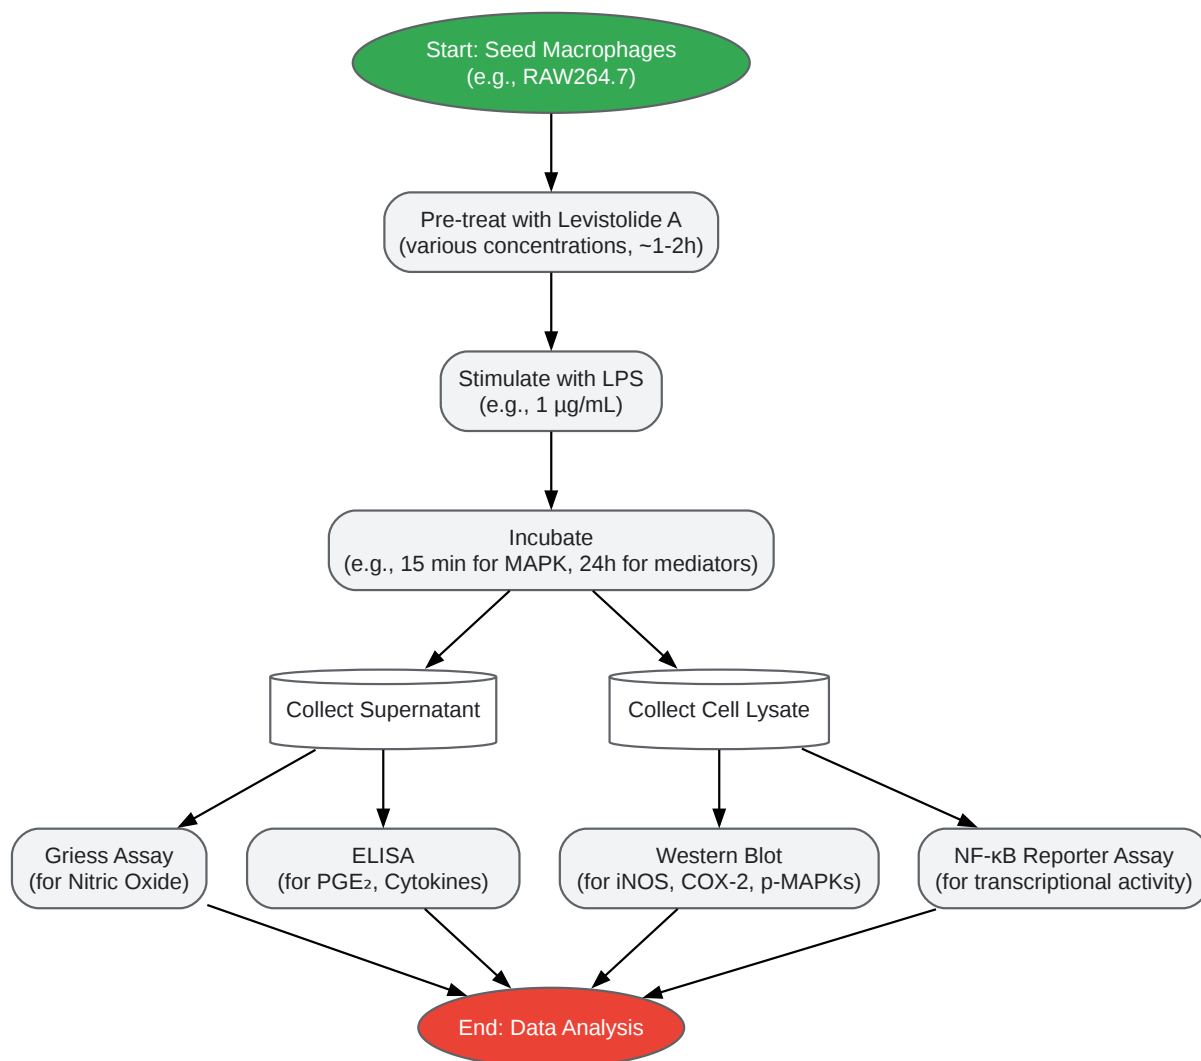 Start: Seed Macrophages
(e.g., RAW264.7)
Pre-treat with Levistolide A
(various concentrations, ~1-2h)
Stimulate with LPS
(e.g., 1 µg/mL)
Incubate
(e.g., 15 min for MAPK, 24h for mediators)
Collect Supernatant
Collect Cell Lysate
Griess Assay
(for Nitric Oxide)
ELISA
(for PGE₂, Cytokines)
Western Blot
(for iNOS, COX-2, p-MAPKs)
NF-κB Reporter Assay
(for transcriptional activity)
End: Data Analysis